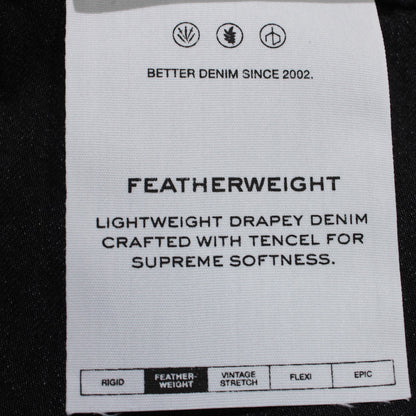 BETTER DENIM SINCE 2002.
FEATHERWEIGHT
LIGHTWEIGHT DRAPEY DENIM
CRAFTED WITH TENCEL FOR
SUPREME SOFTNESS.
RIGID
FEATHER-
WEIGHT
VINTAGE
STRETCH
FLEXI
EPIC